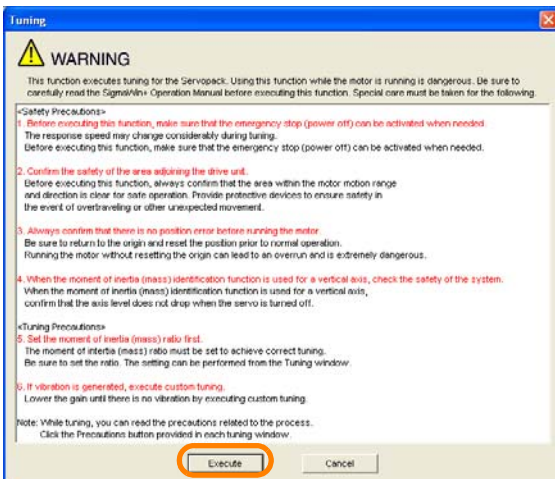 Tuning
WARNING
This function executes tuning for the Servopack. Using this function while the motor is running is dangerous. Be sure to
carefully read the SigmaWin+ Operation Manual before executing this function. Special care must be taken for the following.
<Safety Precautions>
1. Before executing this function, make sure that the emergency stop (power off) can be activated when needed.
The response speed may change considerably during tuning.
Before executing this function, make sure that the emergency stop (power off) can be activated when needed.
2. Confirm the safety of the area adjoining the drive unit.
Before executing this function, always confirm that the area within the motor motion range
and direction is clear for safe operation. Provide protective devices to ensure safety in
the event of overtraveling or other unexpected movement.
3. Always confirm that there is no position error before running the motor.
Be sure to return to the origin and reset the position prior to normal operation.
Running the motor without resetting the origin can lead to an overrun and is extremely dangerous.
4. When the moment of inertia (mass) identification function is used for a vertical axis, check the safety of the system.
When the moment of inertia (mass) identification function is used for a vertical axis,
confirm that the axis level does not drop when the servo is turned off.
<Tuning Precautions>
5. Set the moment of inertia (mass) ratio first.
The moment of intertia (mass) ratio must be set to achieve correct tuning.
Be sure to set the ratio. The setting can be performed from the Tuning window.
6. If vibration is generated, execute custom tuning.
Lower the gain until there is no vibration by executing custom tuning.
Note: While tuning, you can read the precautions related to the process.
Click the Precautions button provided in each tuning window.
Execute
Cancel